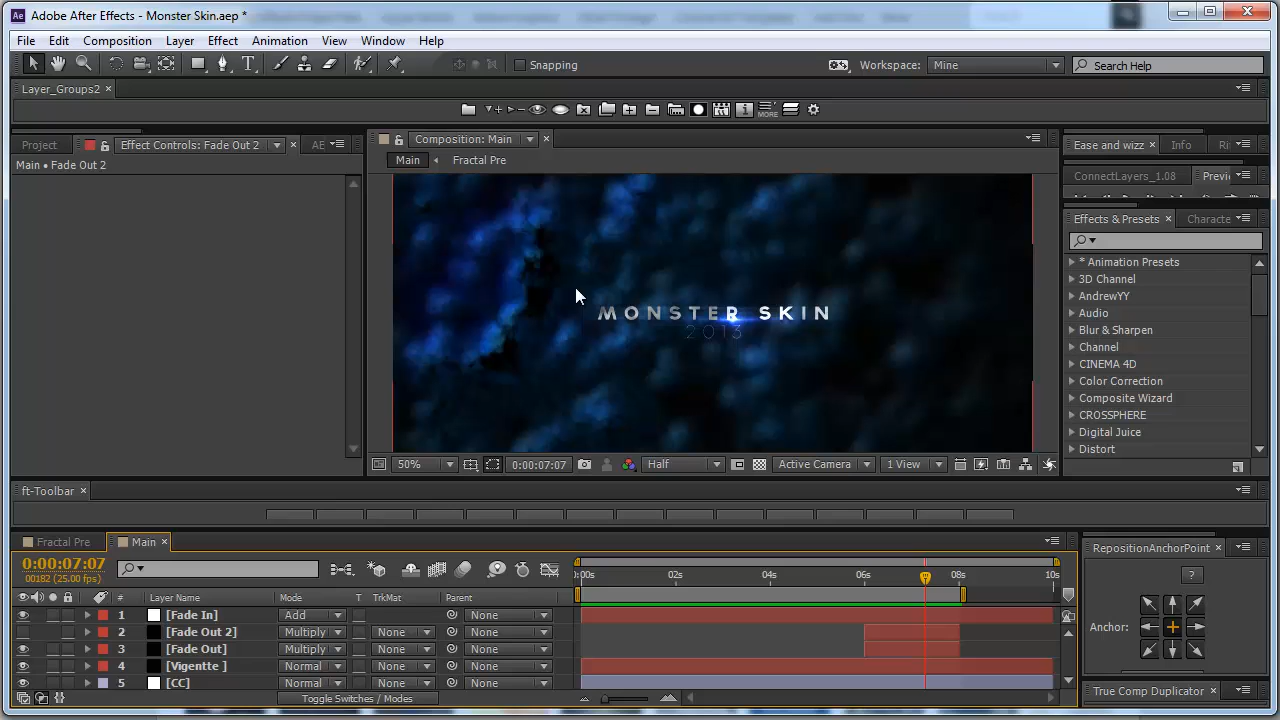 Adobe After Effects - Monster Skin.aep *
File Edit Composition Layer Effect Animation View Window Help
Snapping Workspace: Mine Search Help
Layer_Groups2
MORE
Project Effect Controls: Fade Out 2 AE
Main • Fade Out 2
Composition: Main
Main Fractal Pre
MONSTER SKIN
2013
50% 0:00:07:07 Half Active Camera 1 View
Ease and wizz Info
ConnectLayers_1.08 Previ
Effects & Presets Characte
* Animation Presets
3D Channel
AndrewYY
Audio
Blur & Sharpen
Channel
CINEMA 4D
Color Correction
Composite Wizard
CROSSPHERE
Digital Juice
Distort
ft-Toolbar
Fractal Pre Main
0:00:07:07
00182 (25.00 fps)
# Layer Name Mode T TrkMat Parent
:00s 02s 04s 06s 08s 10s
1 [Fade In] Add None
2 [Fade Out 2] Multiply None None
3 [Fade Out] Multiply None None
4 [Vigentte ] Normal None None
5 [CC] Normal None None
Toggle Switches / Modes
RepositionAnchorPoint
?
Anchor:
True Comp Duplicator